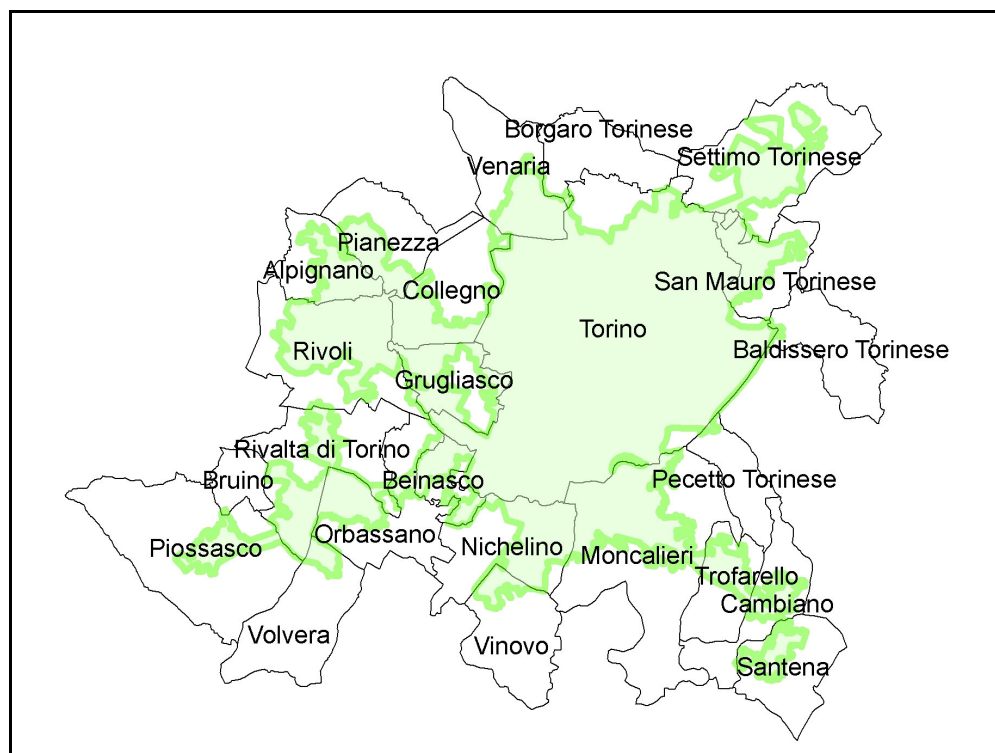 Borgaro Torinese
Venaria
Settimo Torinese
Pianezza
Alpignano
Collegno
San Mauro Torinese
Torino
Rivoli
Baldissero Torinese
Grugliasco
Rivalta di Torino
Bruino
Beinasco
Pecetto Torinese
Orbassano
Piossasco
Nichelino
Moncalieri
Trofarello
Cambiano
Volvera
Vinovo
Santena